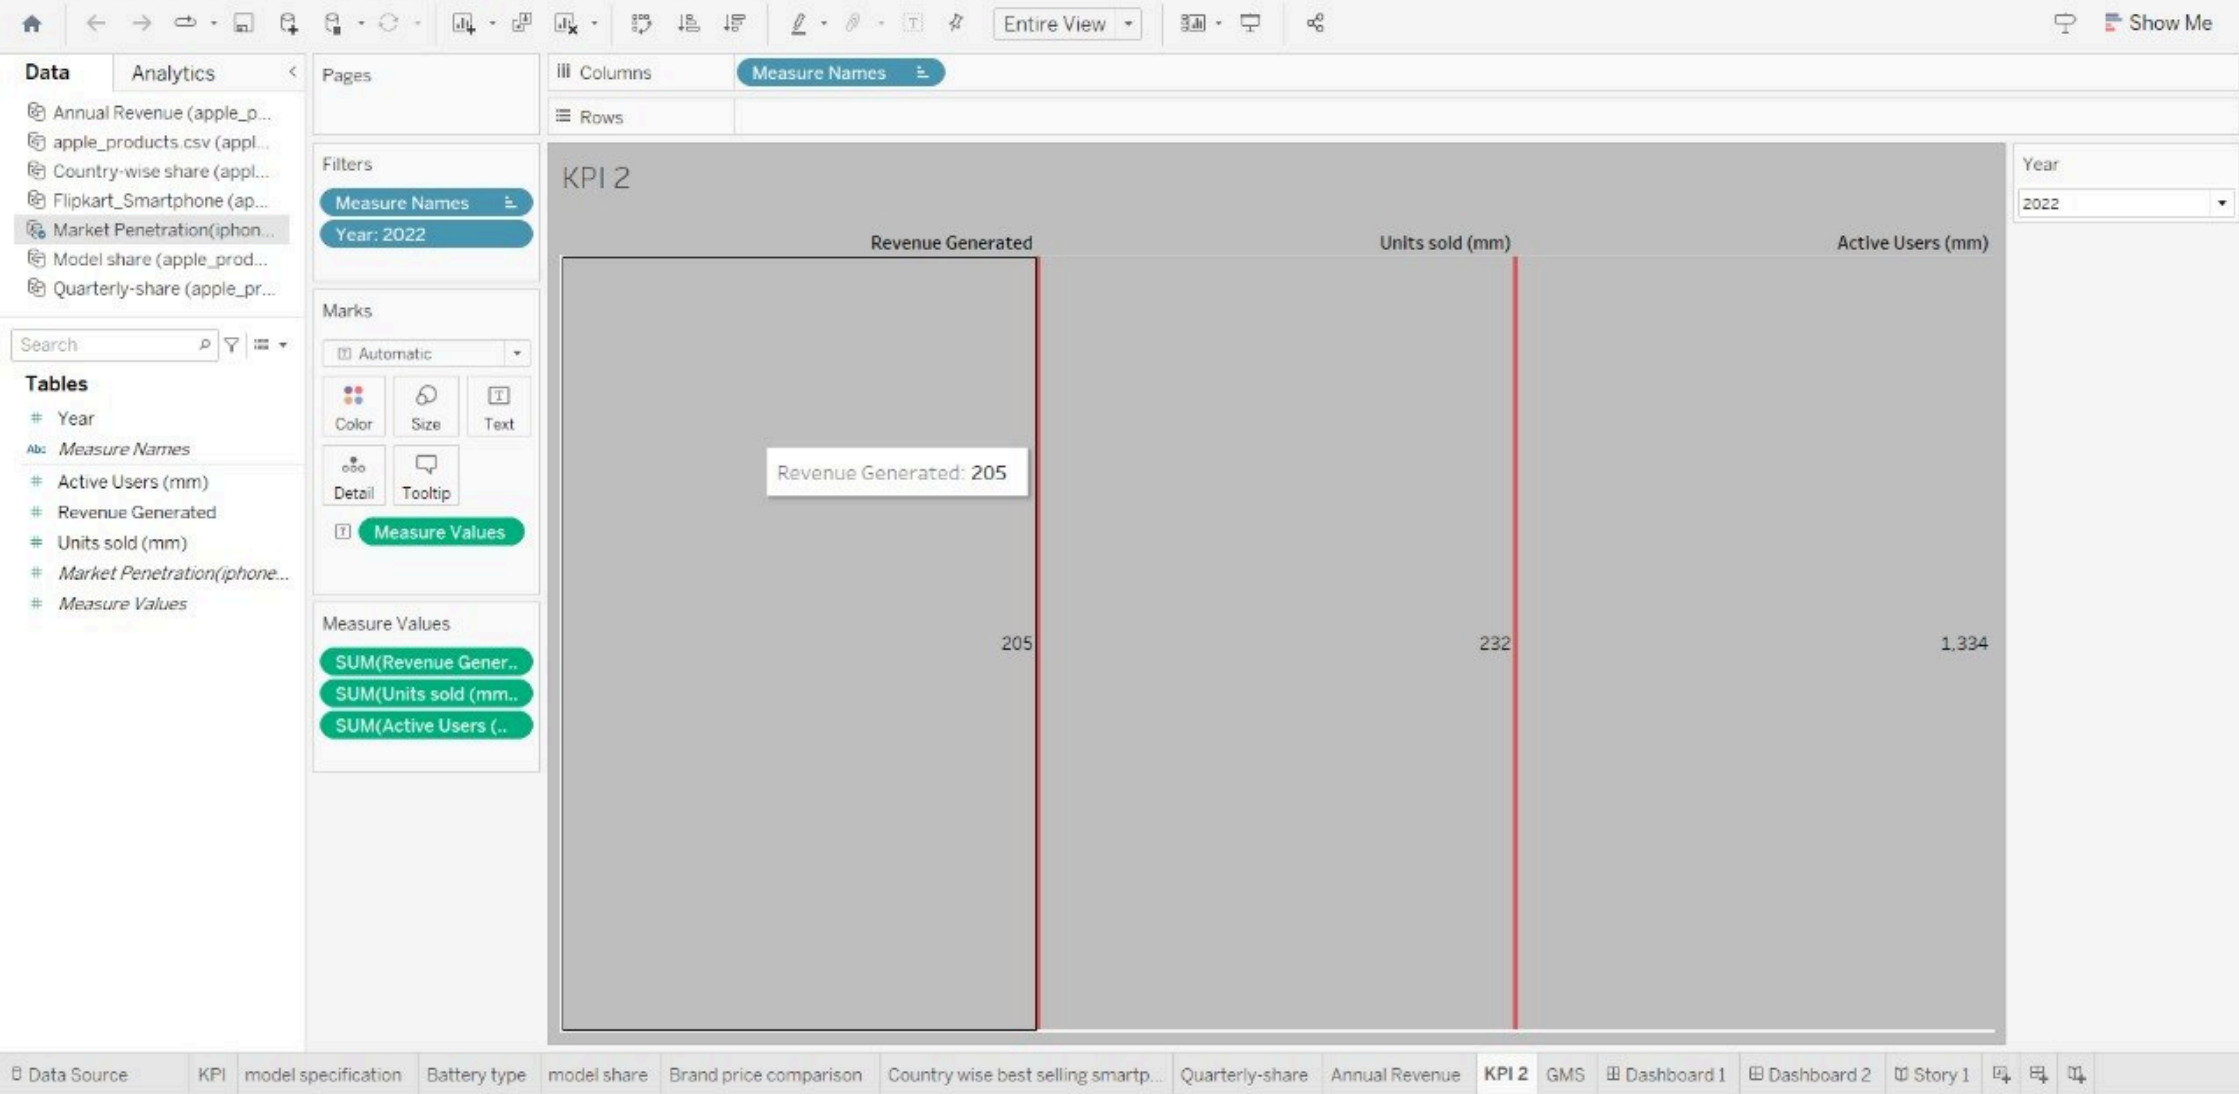 Entire View
Show Me
Data
Analytics
Pages
Columns
Measure Names
Rows
Annual Revenue (apple_p...
apple_products.csv (appl...
Country-wise share (appl...
Flipkart_Smartphone (ap...
Market Penetration(iphon...
Model share (apple_prod...
Quarterly-share (apple_pr...
Search
Tables
Year
Abc Measure Names
Active Users (mm)
Revenue Generated
Units sold (mm)
Market Penetration(iphone...
Measure Values
Filters
Measure Names
Year: 2022
Marks
Automatic
Color
Size
Text
Detail
Tooltip
Measure Values
Measure Values
SUM(Revenue Gener..
SUM(Units sold (mm..
SUM(Active Users (..
KPI 2
Revenue Generated
Units sold (mm)
Active Users (mm)
Revenue Generated: 205
205
232
1,334
Year
2022
Data Source
KPI
model specification
Battery type
model share
Brand price comparison
Country wise best selling smartp...
Quarterly-share
Annual Revenue
KPI 2
GMS
Dashboard 1
Dashboard 2
Story 1